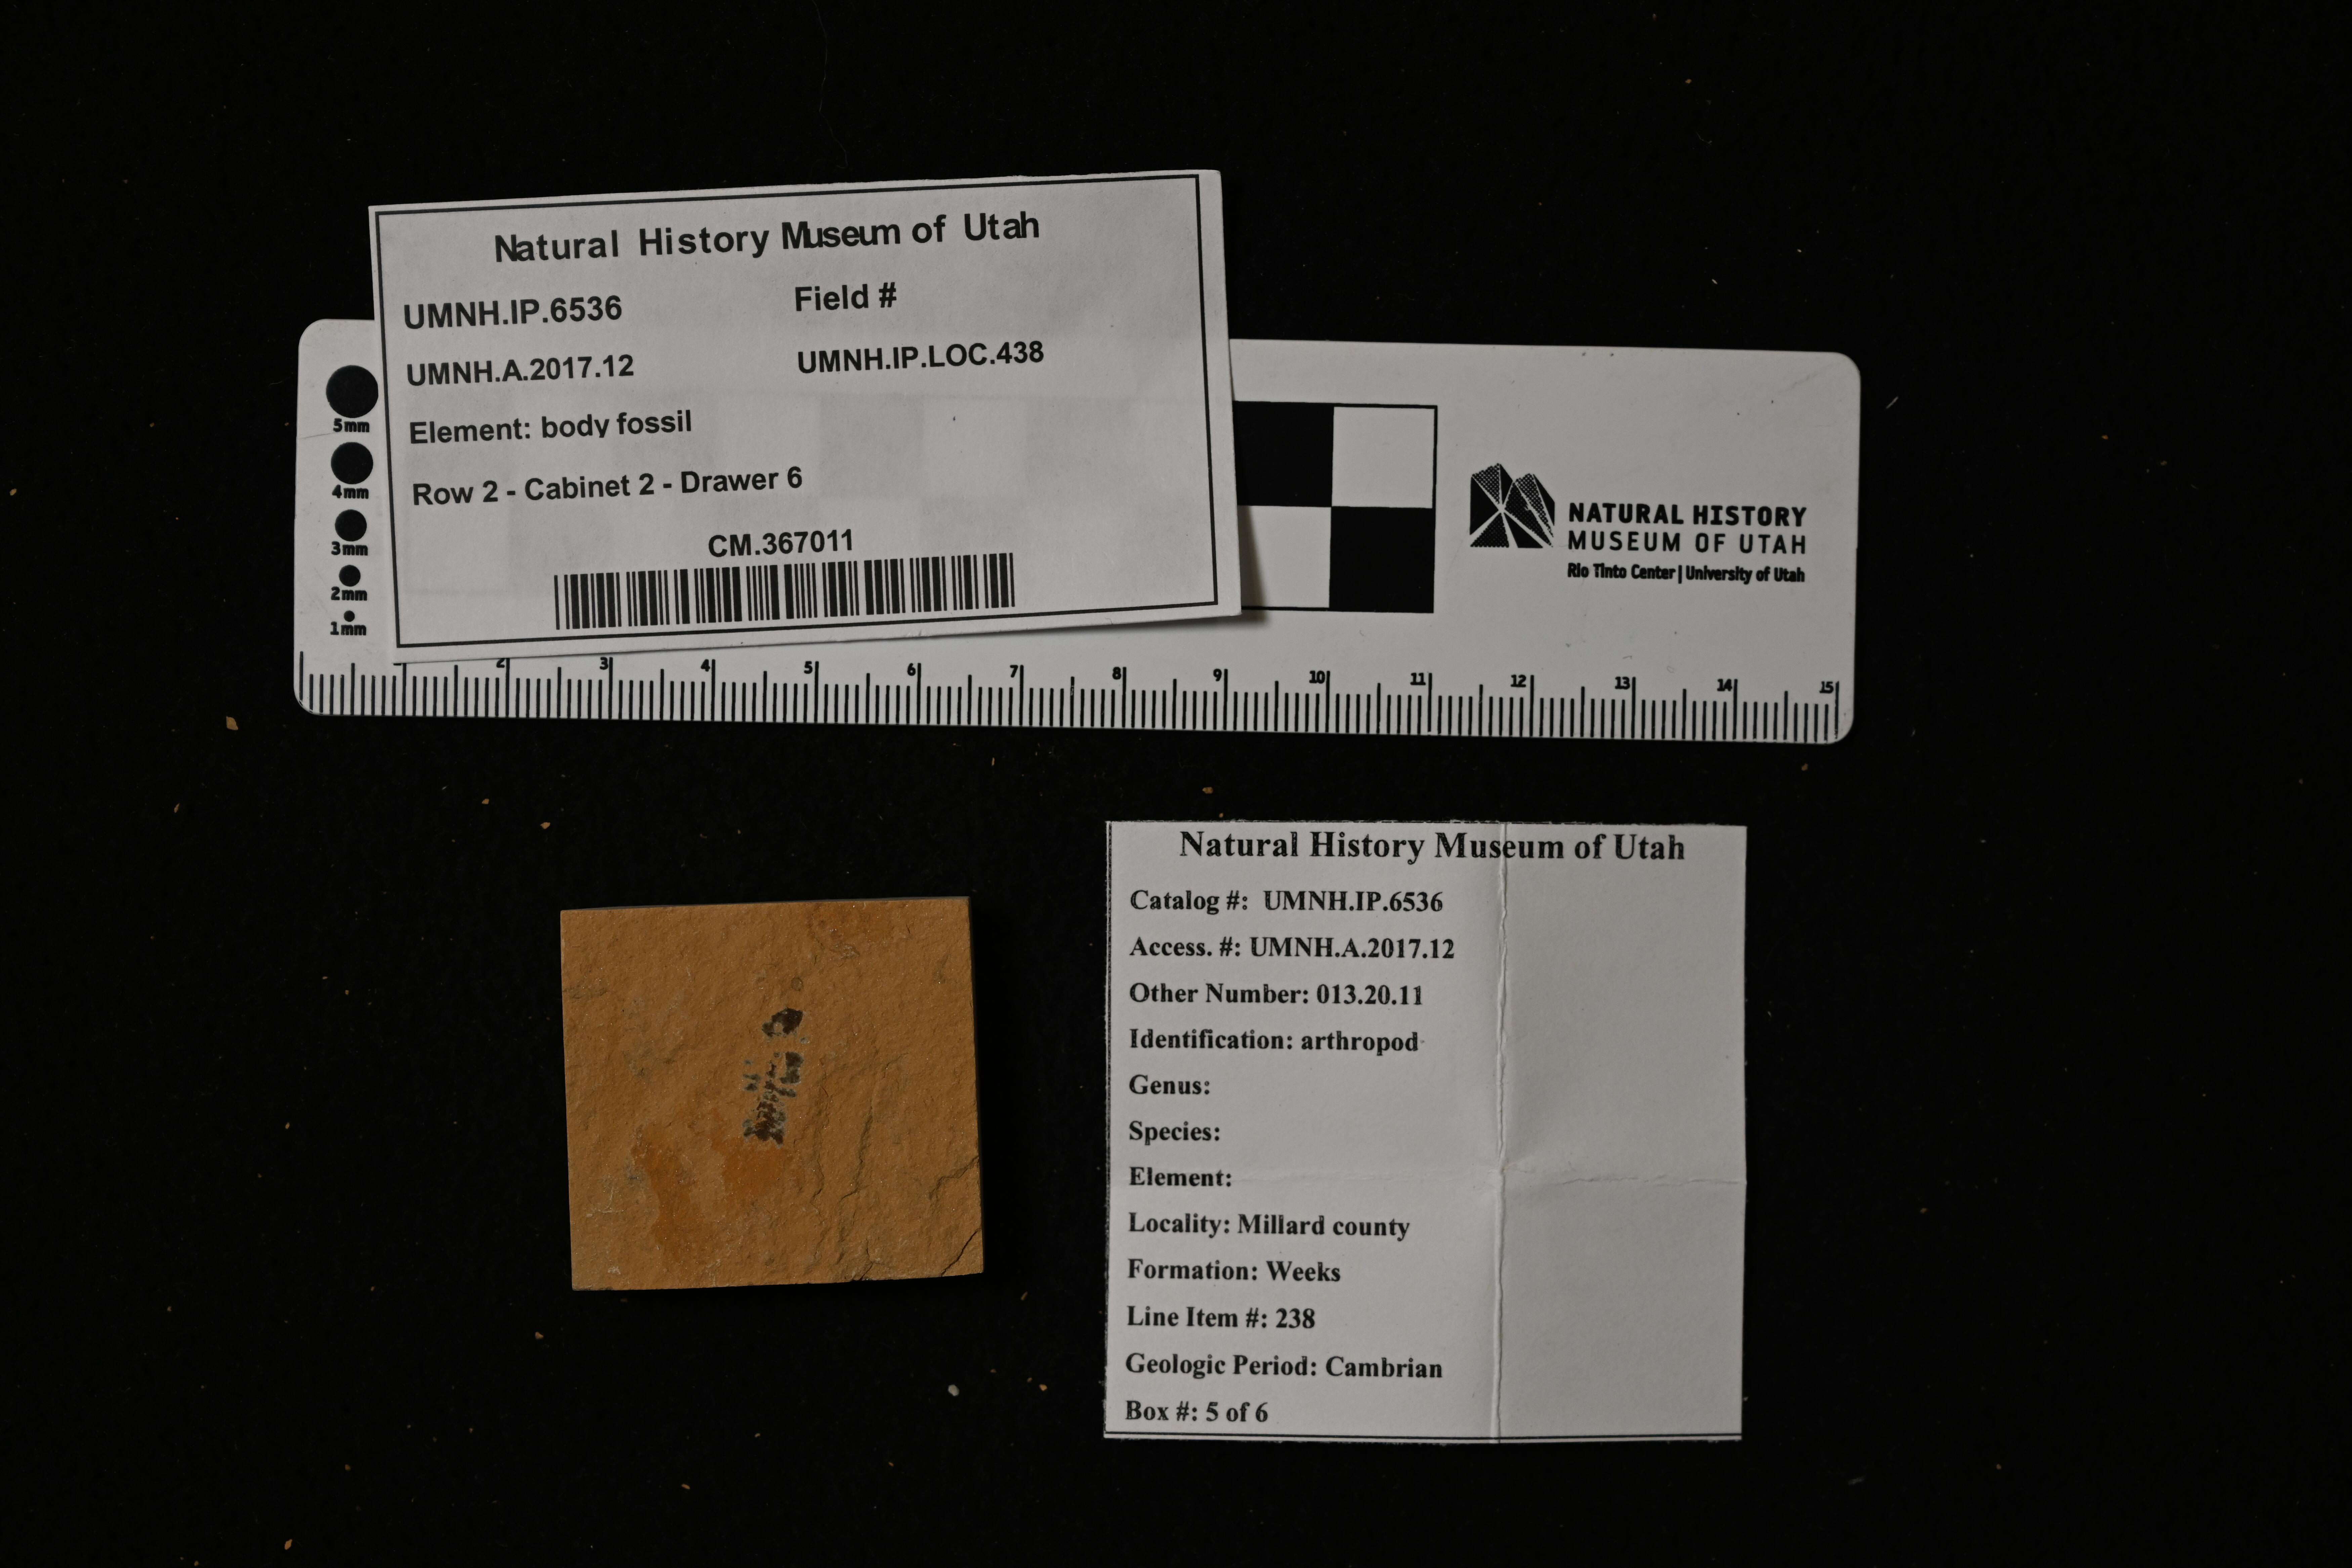 Natural History Museum of Utah
UMNH.IP.6536 Field #
UMNH.A.2017.12 UMNH.IP.LOC.438
Element: body fossil
Row 2 - Cabinet 2 - Drawer 6
CM.367011
5mm
4mm
3mm
2mm
1mm
NATURAL HISTORY
MUSEUM OF UTAH
Rio Tinto Center | University of Utah
2 3 4 5 6 7 8 9 10 11 12 13 14 15
Natural History Museum of Utah
Catalog #: UMNH.IP.6536
Access. #: UMNH.A.2017.12
Other Number: 013.20.11
Identification: arthropod
Genus:
Species:
Element:
Locality: Millard county
Formation: Weeks
Line Item #: 238
Geologic Period: Cambrian
Box #: 5 of 6